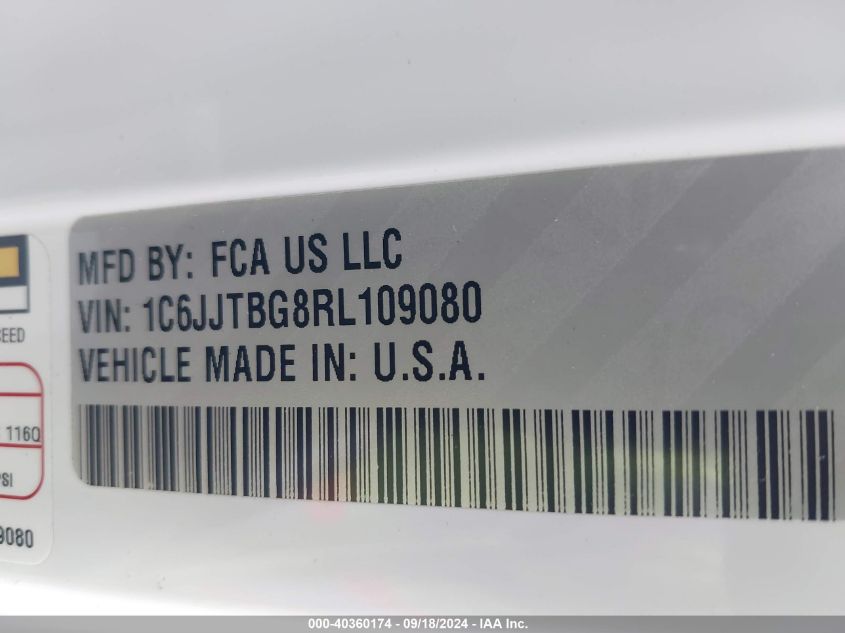 MFD BY: FCA US LLC
VIN: 1C6JJTBG8RL109080
VEHICLE MADE IN: U.S.A.
EED
116Q
PSI
9080
000-40360174 - 09/18/2024 - IAA Inc.